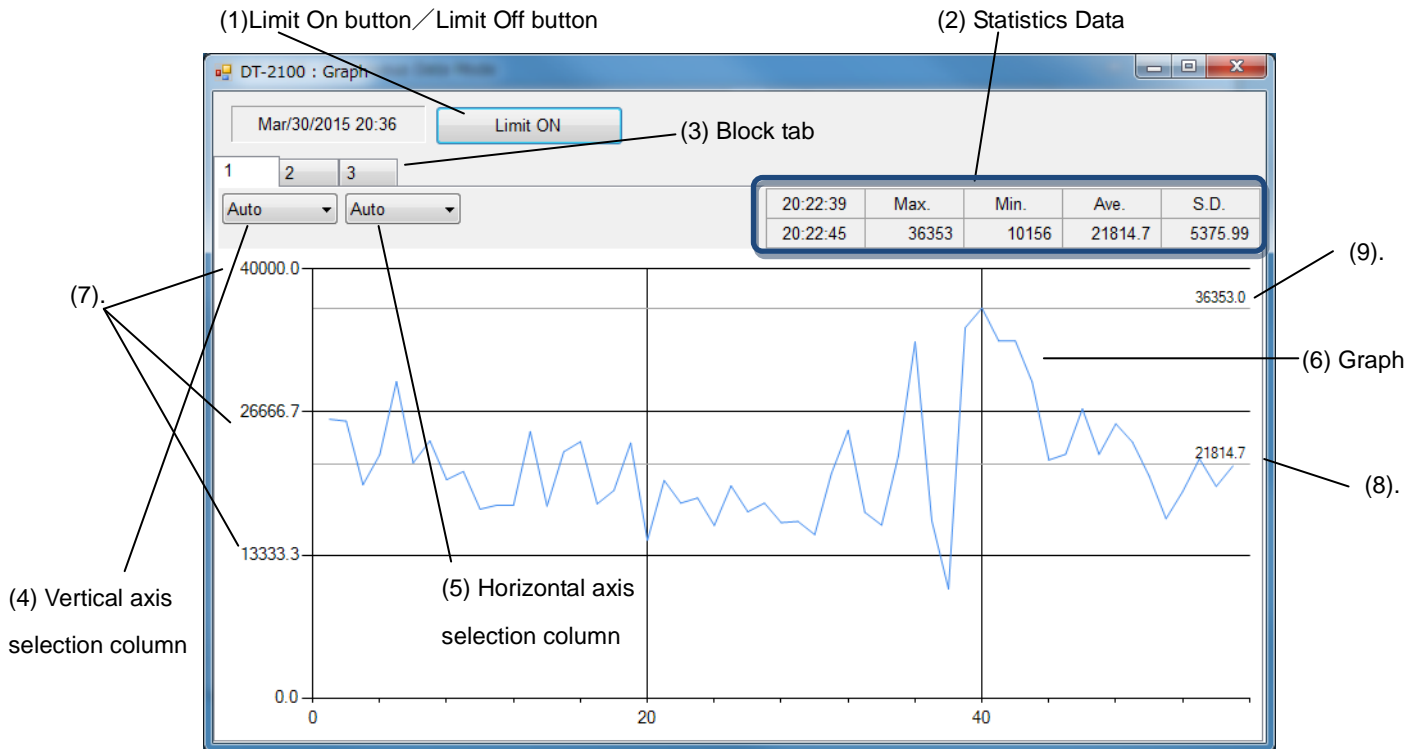 (1)Limit On button／Limit Off button
(2) Statistics Data
DT-2100 : Graph
Mar/30/2015 20:36
Limit ON
(3) Block tab
1
2
3
Auto
Auto
20:22:39 Max. Min. Ave. S.D.
20:22:45 36353 10156 21814.7 5375.99
(9).
40000.0
(7).
36353.0
(6) Graph
26666.7
21814.7
(8).
13333.3
(4) Vertical axis
selection column
(5) Horizontal axis
selection column
0.0
0 20 40